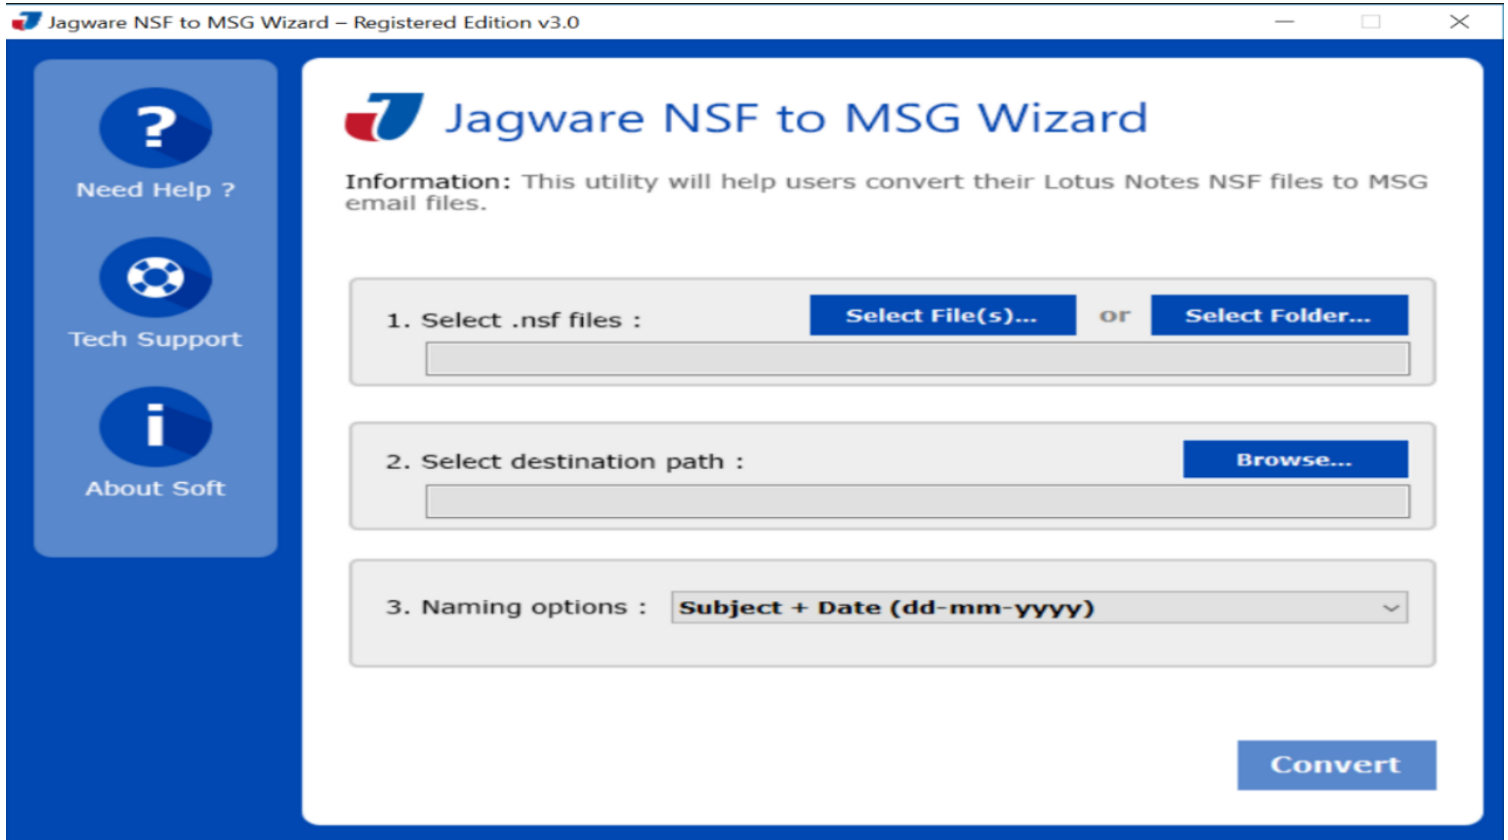 Jagware NSF to MSG Wizard – Registered Edition v3.0
?
Need Help ?
Tech Support
i
About Soft
Jagware NSF to MSG Wizard
Information: This utility will help users convert their Lotus Notes NSF files to MSG
email files.
1. Select .nsf files : Select File(s)... or Select Folder...
2. Select destination path : Browse...
3. Naming options : Subject + Date (dd-mm-yyyy)
Convert